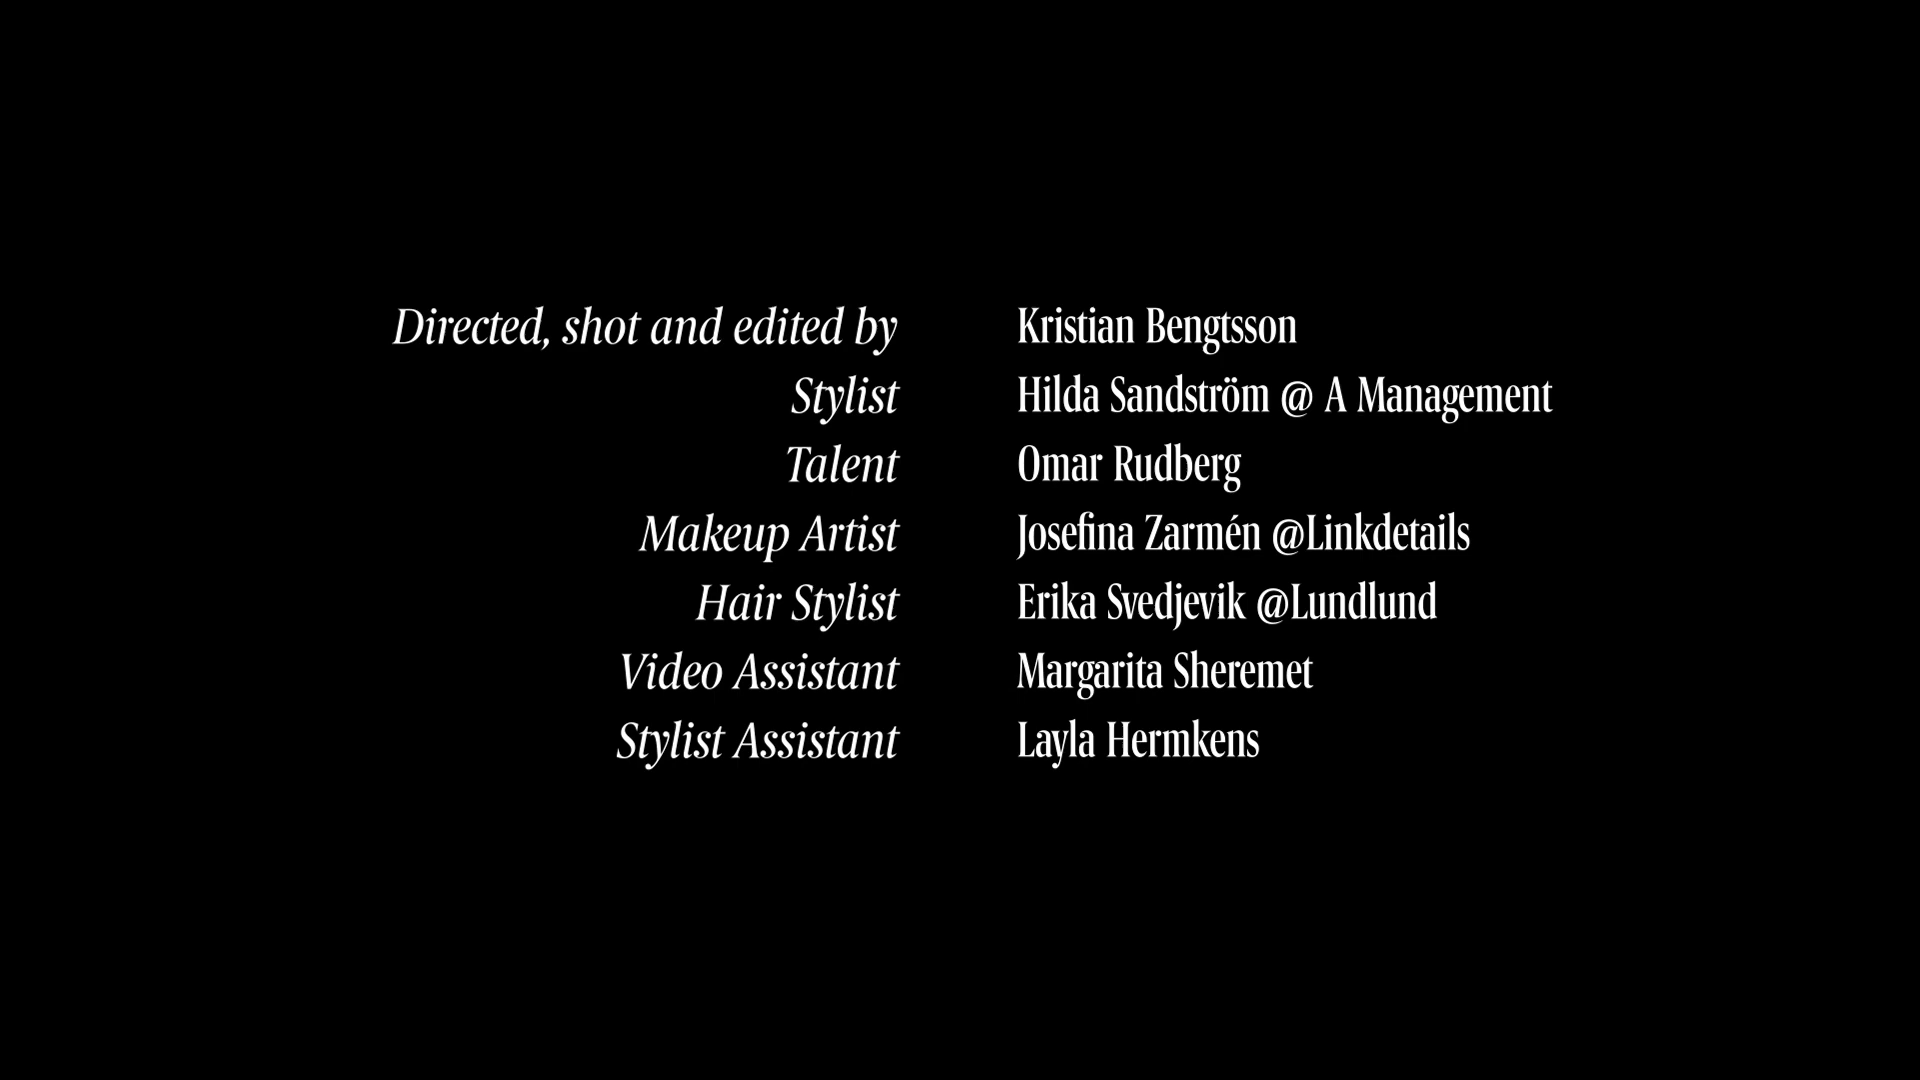 Directed, shot and edited by Kristian Bengtsson
Stylist Hilda Sandström @ A Management
Talent Omar Rudberg
Makeup Artist Josefina Zarmén @Linkdetails
Hair Stylist Erika Svedjevik @Lundlund
Video Assistant Margarita Sheremet
Stylist Assistant Layla Hermkens